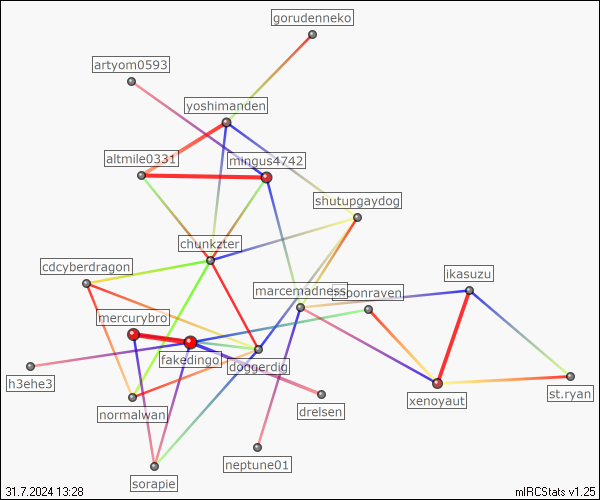 gorudenneko
artyom0593
yoshimanden
altmile0331
mingus4742
shutupgaydog
chunkzter
cdcyberdragon
ikasuzu
marcemadness
mercurybro
fakedingo
doggerdig
h3ehe3
drelsen
xenoyaut
st.ryan
normalwan
neptune01
sorapie
31.7.2024 13:28
mIRCStats v1.25